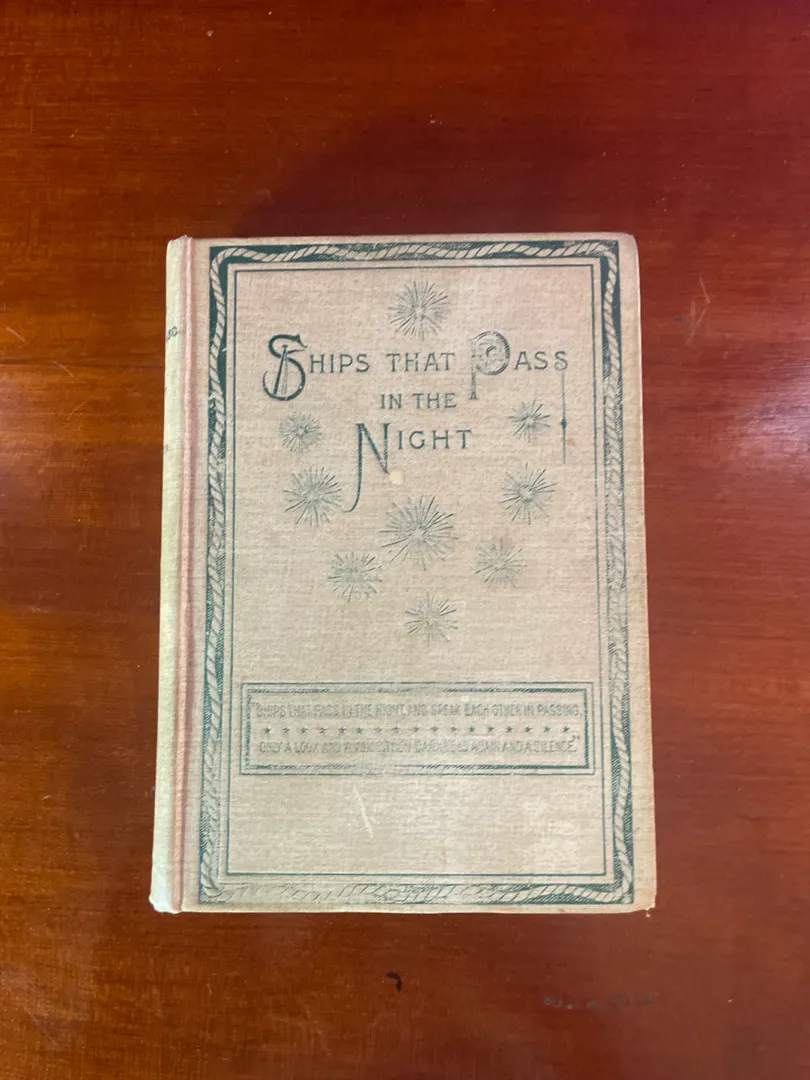 SHIPS THAT PASS
IN THE
NIGHT
"SHIPS THAT PASS IN THE NIGHT, AND SPEAK EACH OTHER IN PASSING,
ONLY A LOOK AND A VOICE; THEN DARKNESS AGAIN AND A SILENCE."